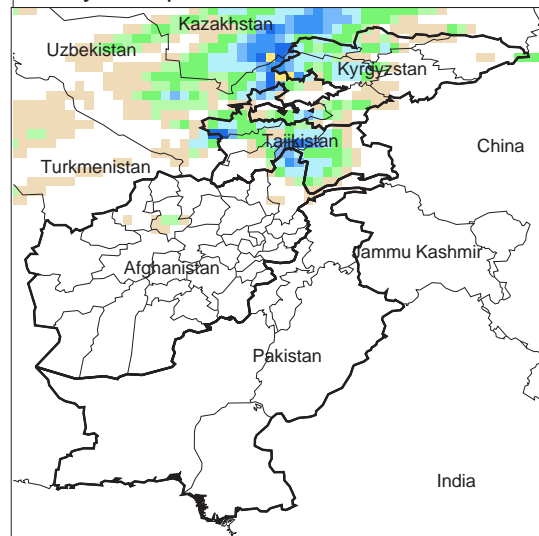 Kazakhstan
Uzbekistan
Kyrgyzstan
Tajikistan
China
Turkmenistan
Jammu Kashmir
Afghanistan
Pakistan
India